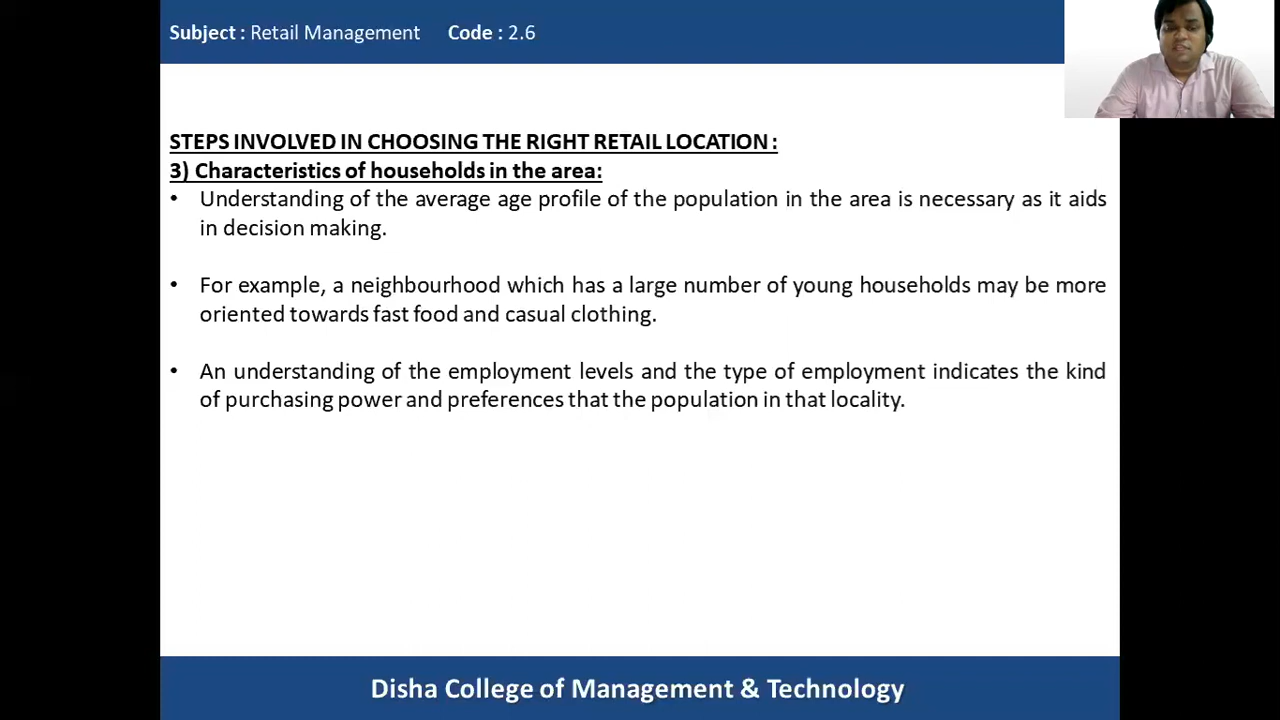 Subject : Retail Management Code : 2.6
STEPS INVOLVED IN CHOOSING THE RIGHT RETAIL LOCATION :
3) Characteristics of households in the area:
• Understanding of the average age profile of the population in the area is necessary as it aids
in decision making.
• For example, a neighbourhood which has a large number of young households may be more
oriented towards fast food and casual clothing.
• An understanding of the employment levels and the type of employment indicates the kind
of purchasing power and preferences that the population in that locality.
Disha College of Management & Technology